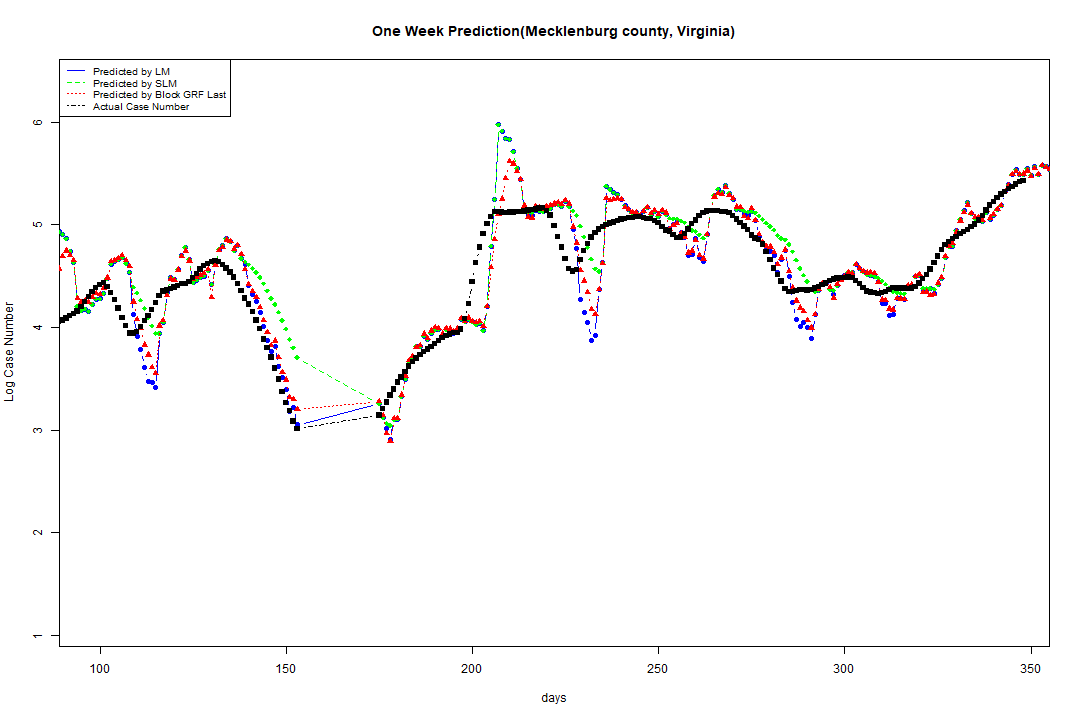 One Week Prediction(Mecklenburg county, Virginia)
Predicted by LM
Predicted by SLM
Predicted by Block GRF Last
Actual Case Number
Log Case Number
6
5
4
3
2
1
100 150 200 250 300 350
days